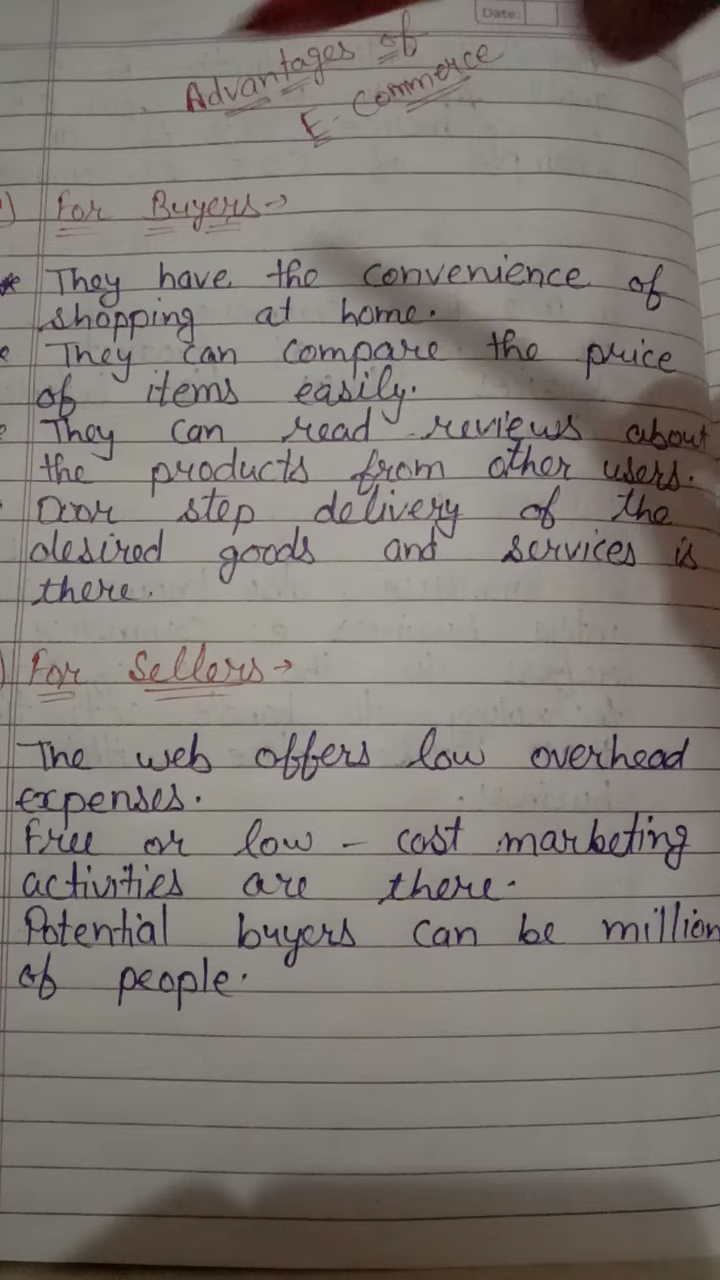 Date:
Advantages of
E-Commerce
For Buyers→
They have the convenience of
shopping at home.
They can compare the price
of items easily.
They can read reviews about
the products from other users.
Door step delivery of the
desired goods and services is
there.
For Sellers→
The web offers low overhead
expenses.
Free or low - cost marketing
activities are there.
Potential buyers can be million
of people.